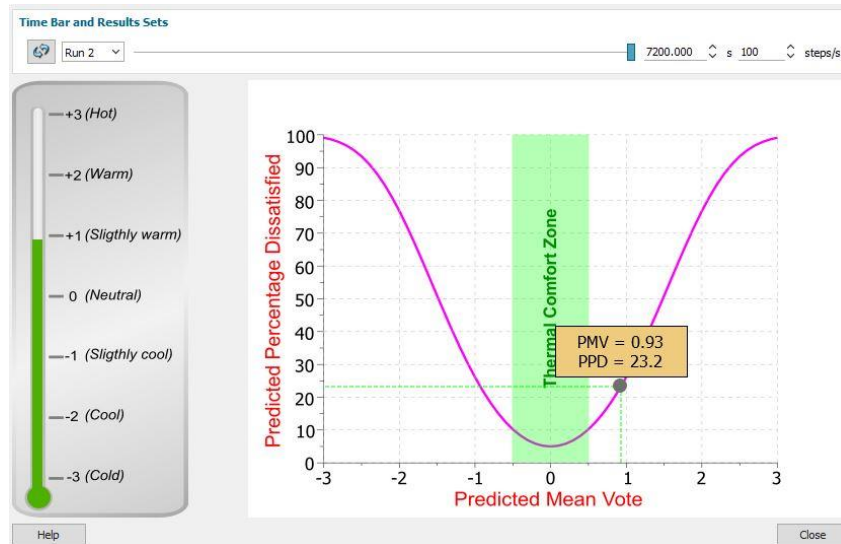 Time Bar and Results Sets
Run 2
7200.000 s 100 steps/s
+3 (Hot)
+2 (Warm)
+1 (Sligthly warm)
0 (Neutral)
-1 (Sligthly cool)
-2 (Cool)
-3 (Cold)
Predicted Percentage Dissatisfied
100
90
80
70
60
50
40
30
20
10
0
Thermal Comfort Zone
PMV = 0.93
PPD = 23.2
-3 -2 -1 0 1 2 3
Predicted Mean Vote
Help
Close